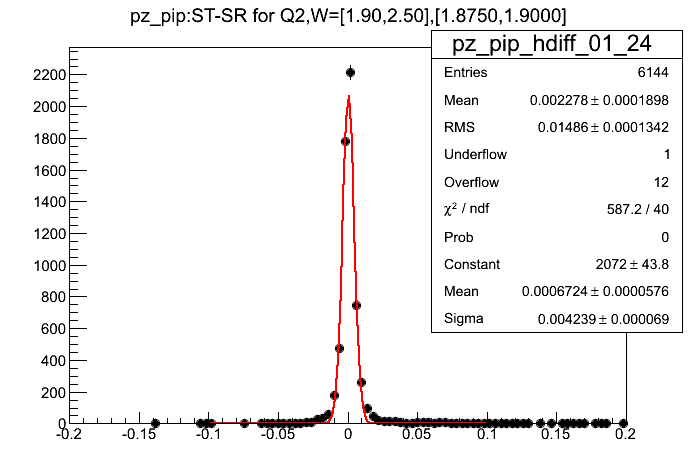 pz_pip:ST-SR for Q2,W=[1.90,2.50],[1.8750,1.9000]
pz_pip_hdiff_01_24
Entries 6144
Mean 0.002278 ± 0.0001898
RMS 0.01486 ± 0.0001342
Underflow 1
Overflow 12
χ² / ndf 587.2 / 40
Prob 0
Constant 2072 ± 43.8
Mean 0.0006724 ± 0.0000576
Sigma 0.004239 ± 0.000069
2200
2000
1800
1600
1400
1200
1000
800
600
400
200
0
-0.2 -0.15 -0.1 -0.05 0 0.05 0.1 0.15 0.2